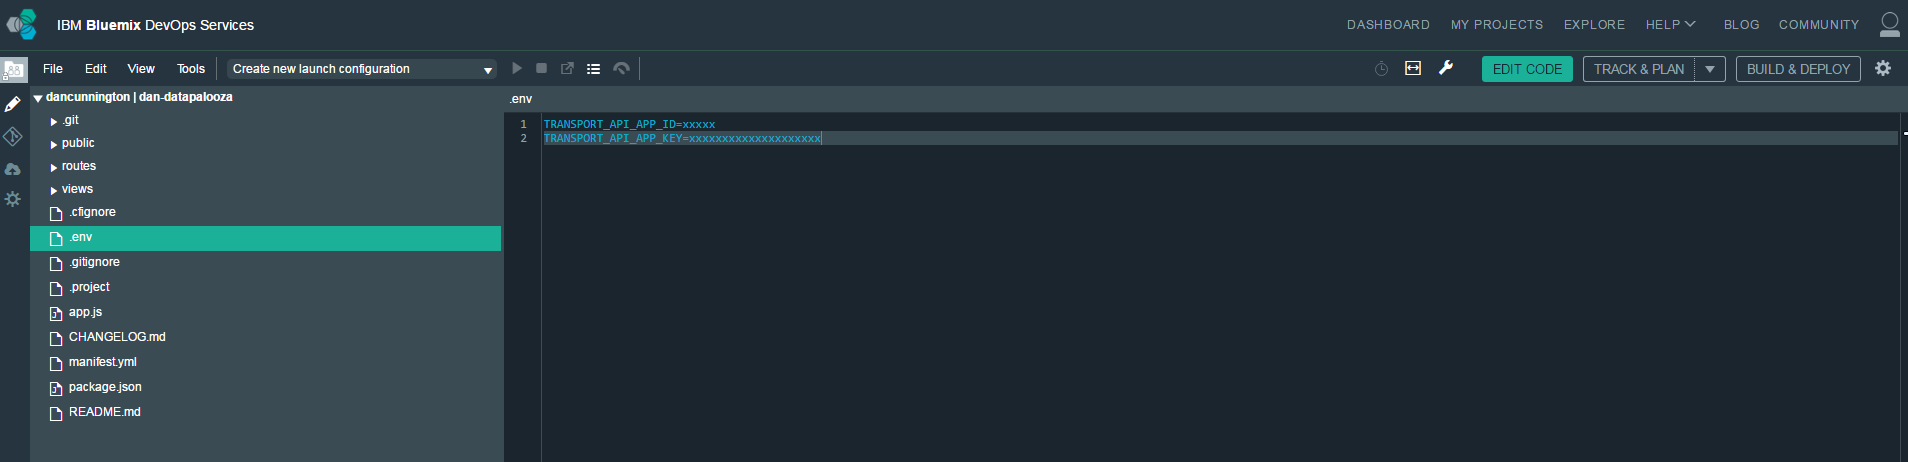 IBM Bluemix DevOps Services
DASHBOARD MY PROJECTS EXPLORE HELP BLOG COMMUNITY
File Edit View Tools Create new launch configuration
EDIT CODE TRACK & PLAN BUILD & DEPLOY
dancunnington | dan-datapalooza
.git
public
routes
views
.cfignore
.env
.gitignore
.project
app.js
CHANGELOG.md
manifest.yml
package.json
README.md
.env
1 TRANSPORT_API_APP_ID=xxxxx
2 TRANSPORT_API_APP_KEY=xxxxxxxxxxxxxxxxxxxx